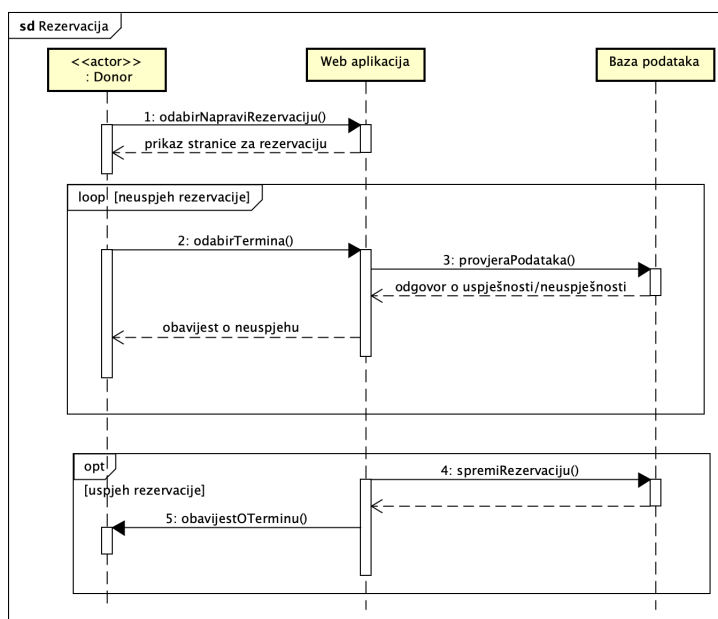 sd Rezervacija
<<actor>>
: Donor
Web aplikacija
Baza podataka
1: odabirNapraviRezervaciju()
prikaz stranice za rezervaciju
loop [neuspjeh rezervacije]
2: odabirTermina()
3: provjeraPodataka()
odgovor o uspješnosti/neuspješnosti
obavijest o neuspjehu
opt
4: spremiRezervaciju()
[uspjeh rezervacije]
5: obavijestOTerminu()